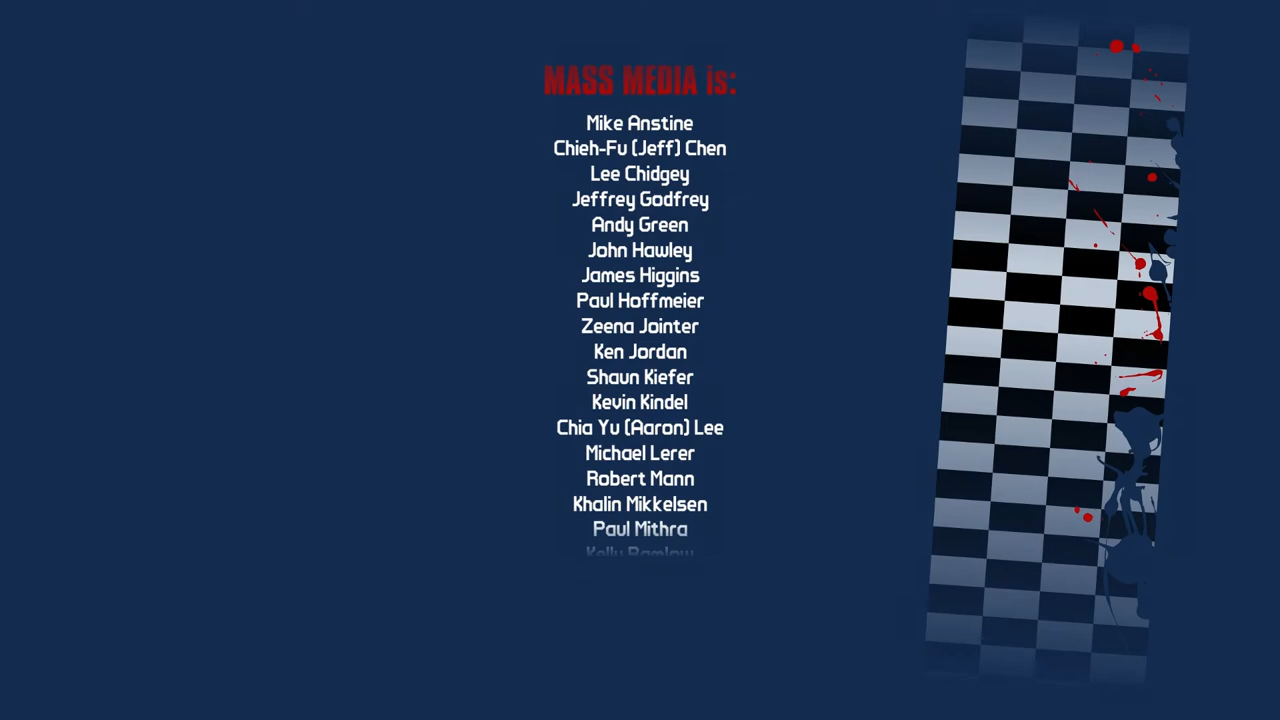 MASS MEDIA is:
Mike Anstine
Chieh-Fu (Jeff) Chen
Lee Chidgey
Jeffrey Godfrey
Andy Green
John Hawley
James Higgins
Paul Hoffmeier
Zeena Jointer
Ken Jordan
Shaun Kiefer
Kevin Kindel
Chia Yu (Aaron) Lee
Michael Lerer
Robert Mann
Khalin Mikkelsen
Paul Mithra
Kelly Ramlow